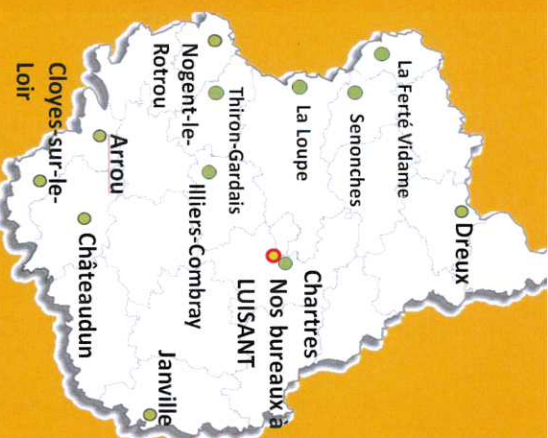 Dreux
La Ferté Vidame
Senonches
La Loupe
Chartres
Nos bureaux à
LUISANT
Thiron-Gardais
Nogent-le-
Rotrou
Illiers-Combray
Janville
Arrou
Châteaudun
Cloyes-sur-le-
Loir